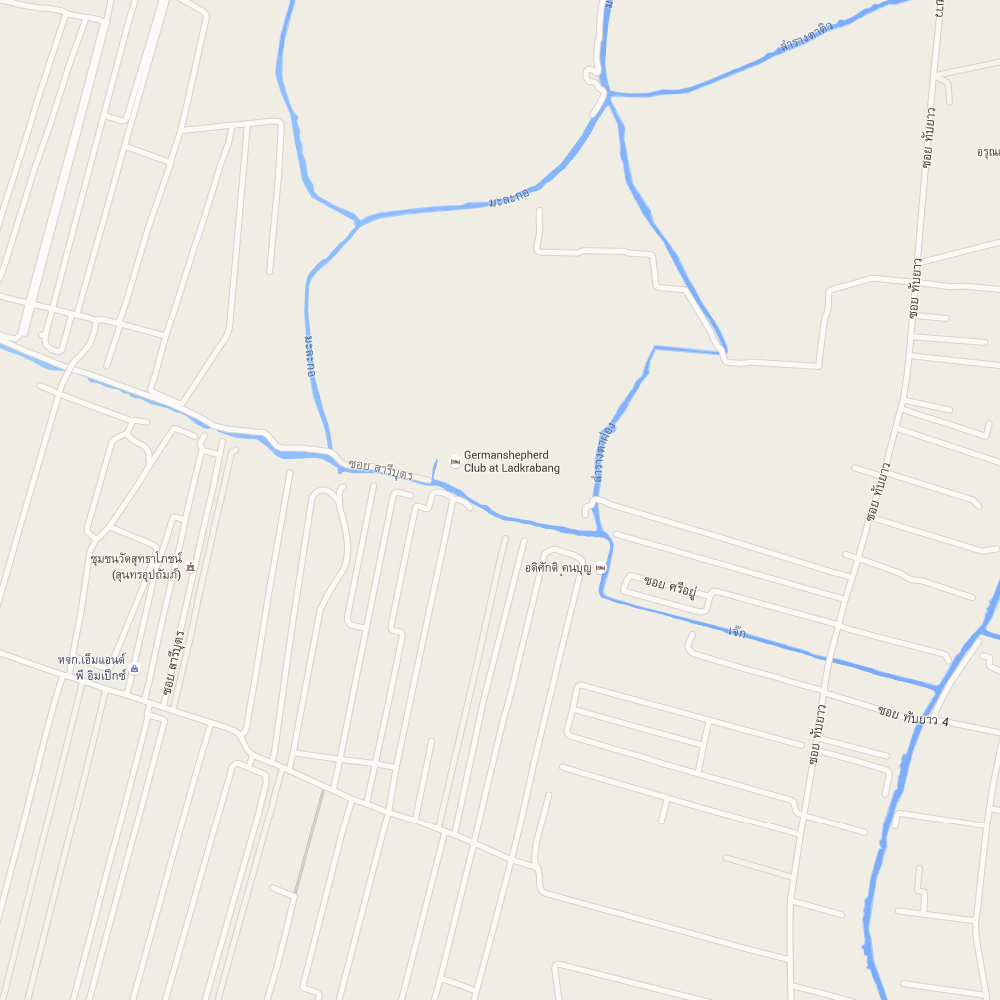 ลำรางตาติ๋ว
ซอย ทับยาว
มะละกอ
ซอย ทับยาว
มะละกอ
ลำรางตาฝอง
Germanshepherd
Club at Ladkrabang
ซอย สารีบุตร
ซอย ทับยาว
ชุมชนวัดสุทธาโภชน์
(สุนทรอุปถัมภ์)
อดิศักดิ์ คูนบุญ
ซอย ศรีอยู่
เจ๊ก
หจก.เอ็มแอนด์
พี อิมเป็กซ์
ซอย สารีบุตร
ซอย ทับยาว 4
ซอย ทับยาว